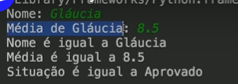 Nome: Gláucia
Média de Gláucia: 8.5
Nome é igual a Gláucia
Média é igual a 8.5
Situação é igual a Aprovado